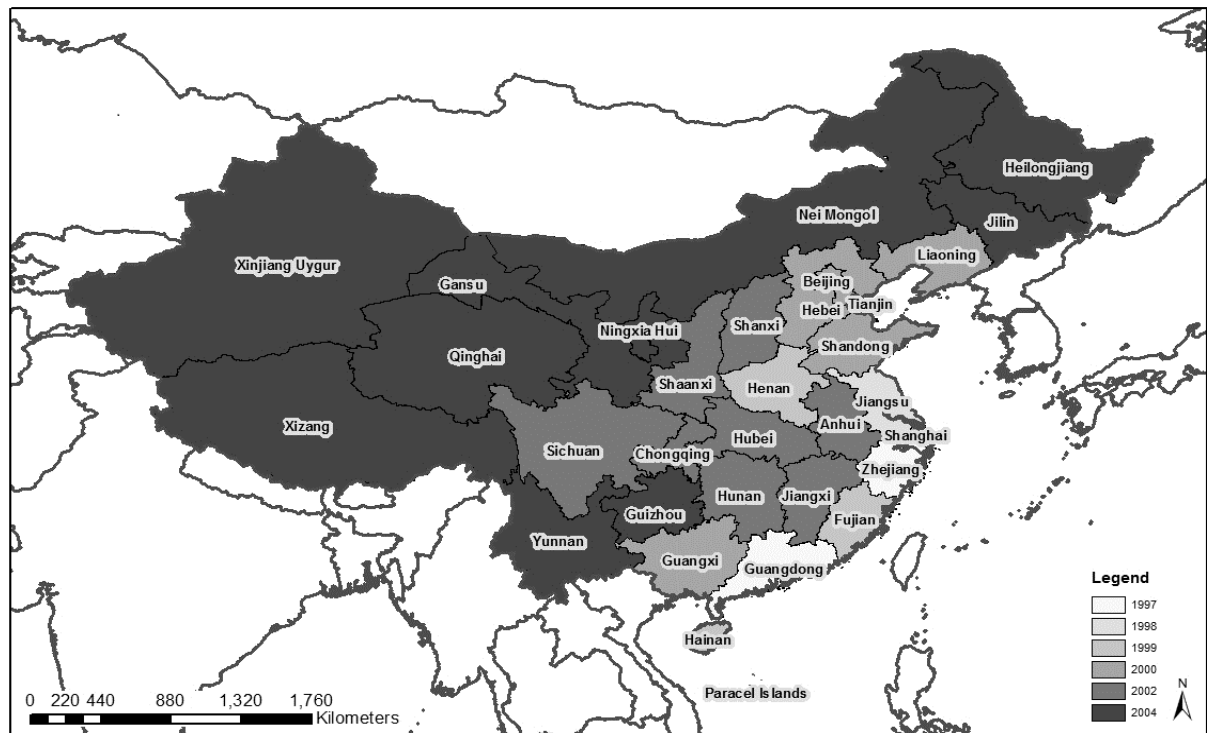 Heilongjiang
Nei Mongol
Jilin
Xinjiang Uygur
Liaoning
Gansu
Beijing
Tianjin
Hebei
Ningxia Hui
Shanxi
Shandong
Qinghai
Shaanxi
Henan
Jiangsu
Xizang
Anhui
Shanghai
Sichuan
Chongqing
Hubei
Zhejiang
Hunan
Jiangxi
Guizhou
Fujian
Yunnan
Guangxi
Guangdong
Hainan
Paracel Islands
0 220 440 880 1,320 1,760
Kilometers
Legend
1997
1998
1999
2000
2002
2004
N